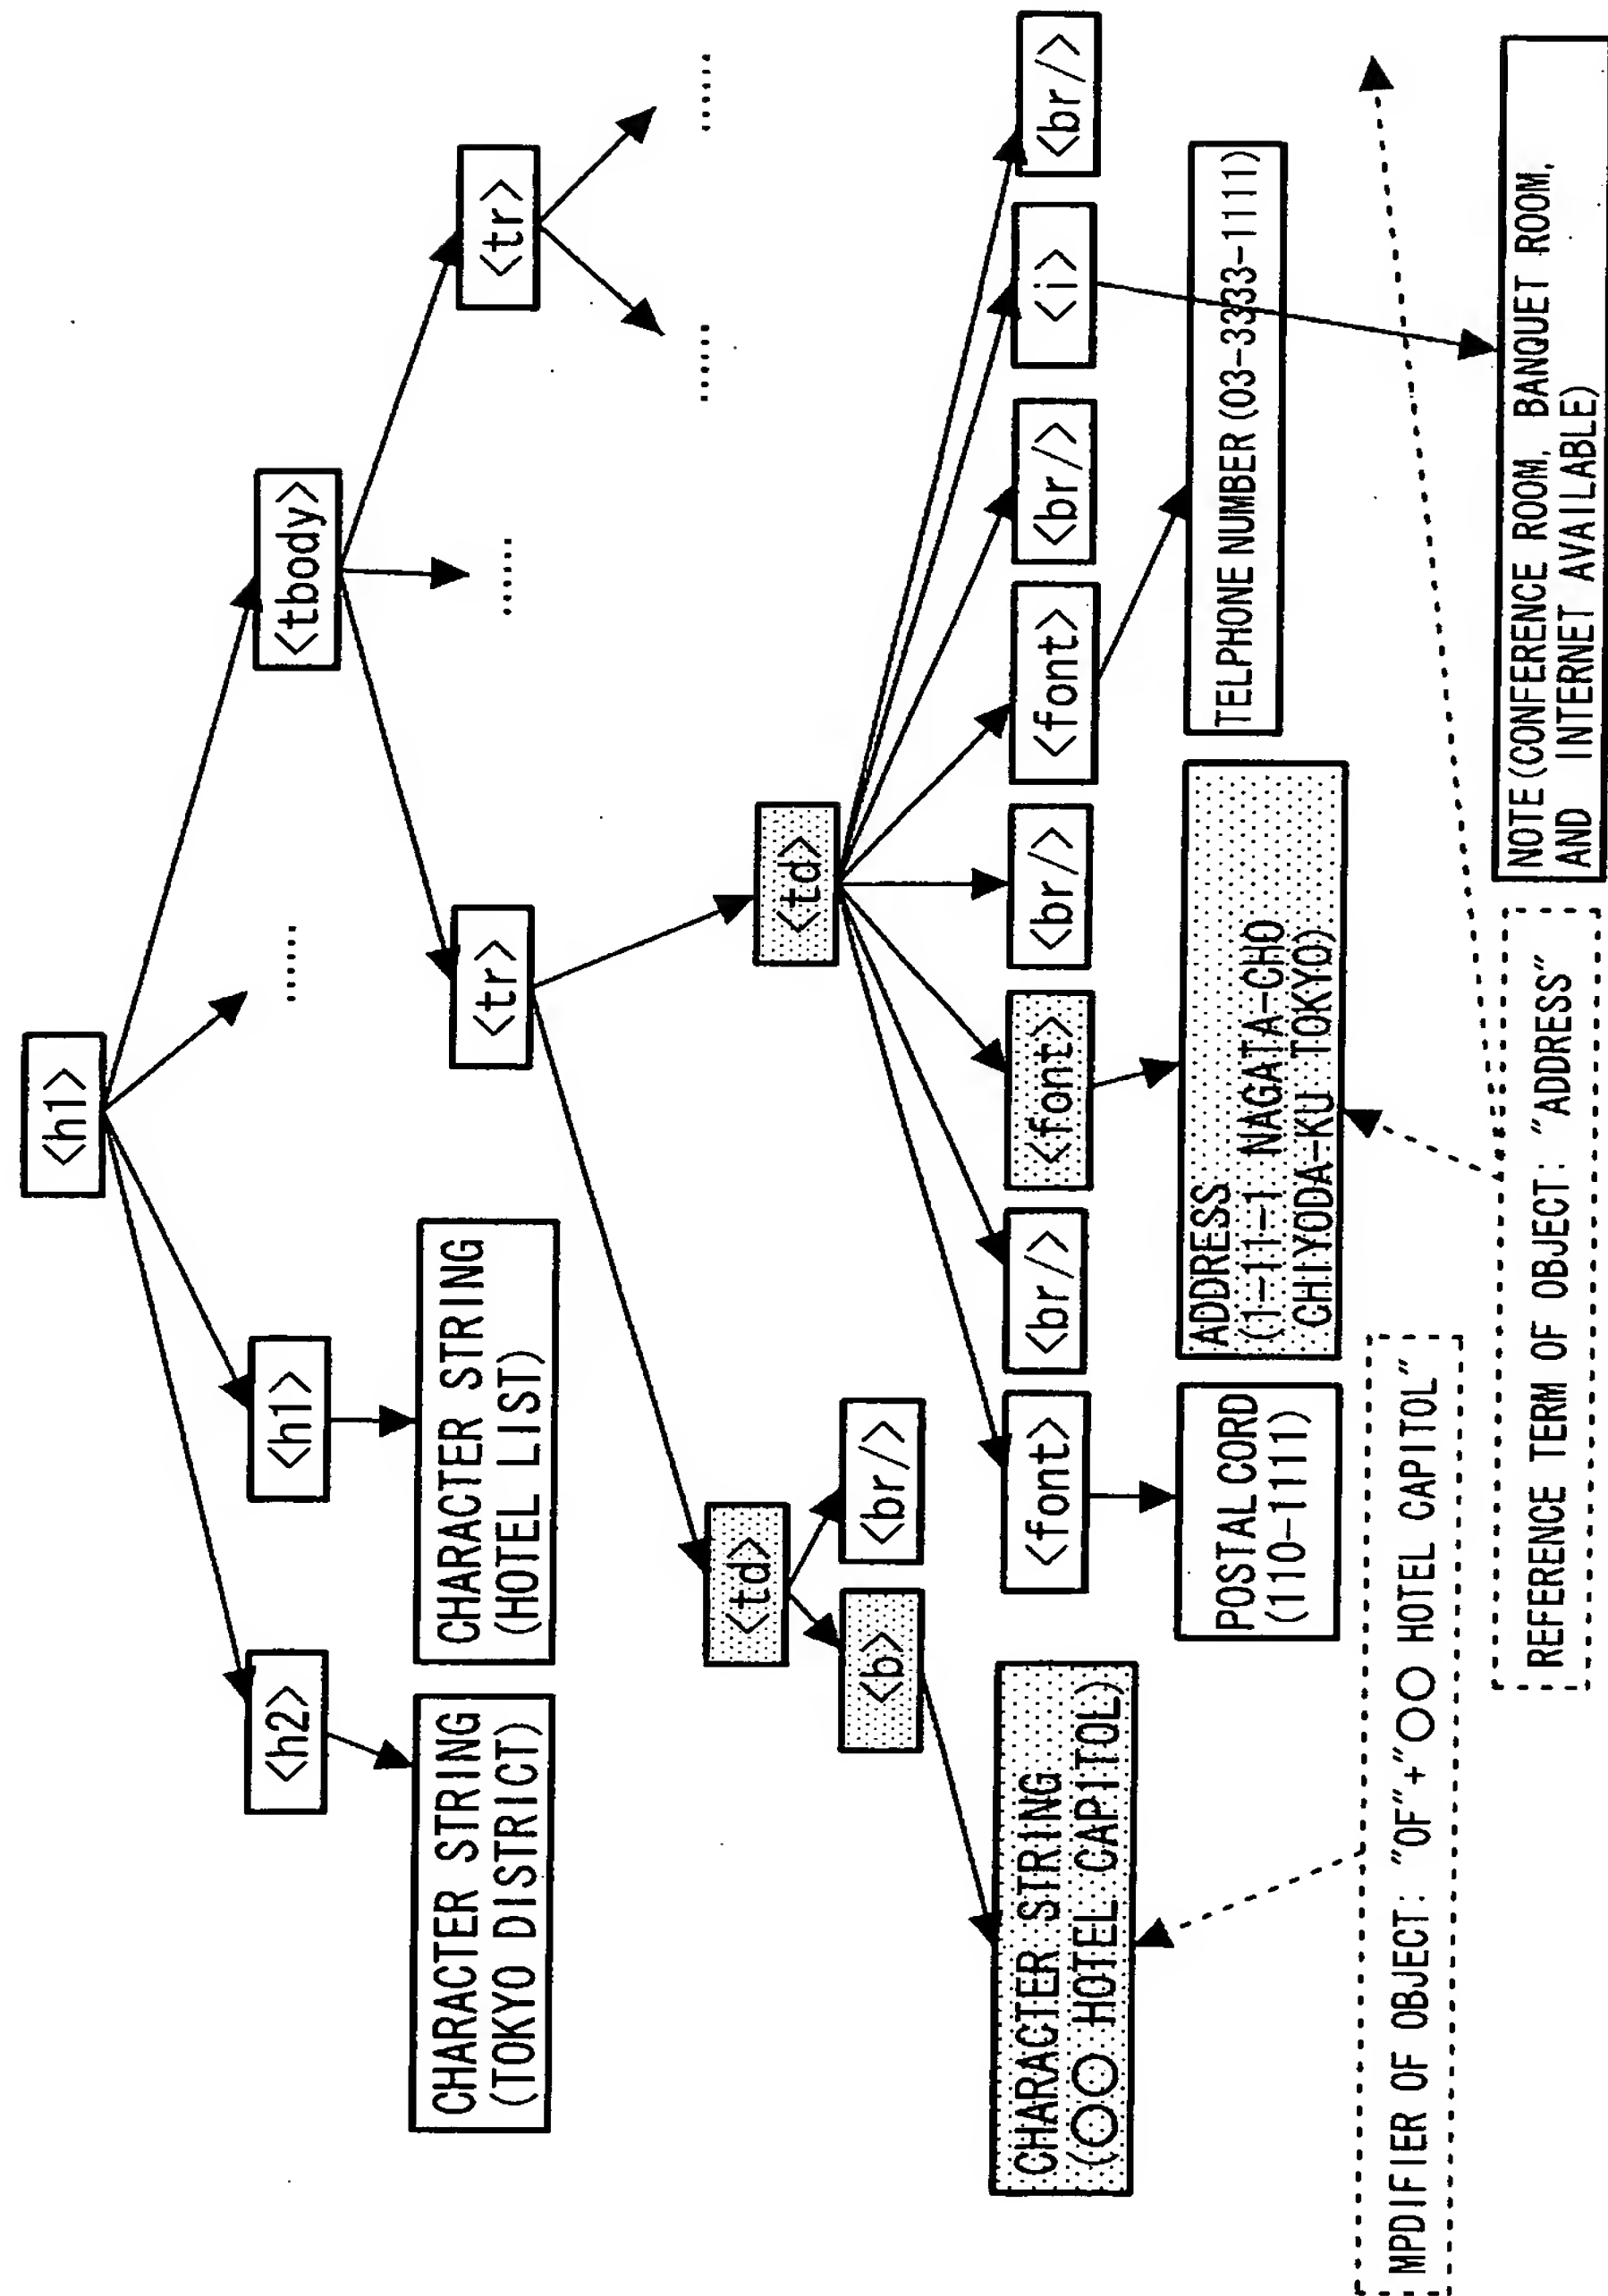 <h1>
<h2>
<h1>
......
<tbody>
CHARACTER STRING
(TOKYO DISTRICT)
CHARACTER STRING
(HOTEL LIST)
<tr>
......
<tr>
......
......
<td>
<td>
<b>
<br/>
CHARACTER STRING
(〇〇 HOTEL CAPITOL)
<font>
<br/>
<font>
<br/>
<font>
<br/>
<i>
<br/>
POSTAL CORD
(110-1111)
ADDRESS
(1-11-1 NAGATA-CHO
CHIYODA-KU TOKYO)
TELPHONE NUMBER (03-3333-1111)
MPDIFIER OF OBJECT: "OF"+"〇〇 HOTEL CAPITOL"
REFERENCE TERM OF OBJECT: "ADDRESS"
NOTE (CONFERENCE ROOM, BANQUET ROOM,
AND INTERNET AVAILABLE)